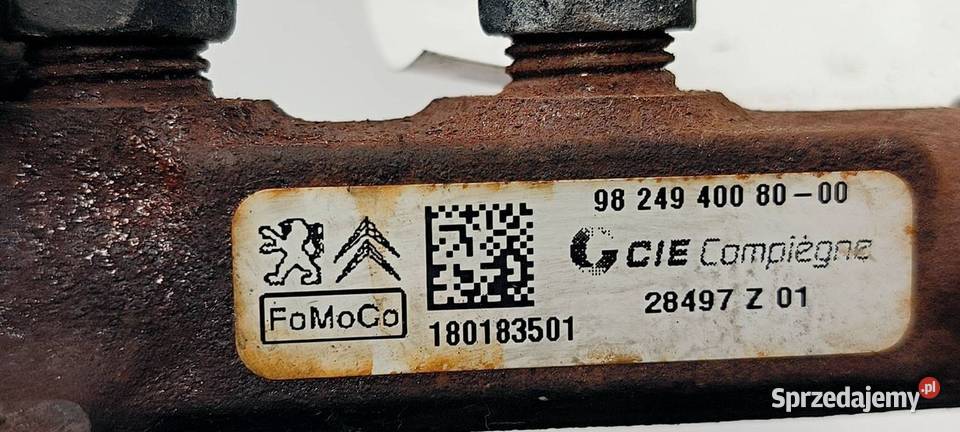 98 249 400 80-00
CIE Compiègne
28497 Z 01
FoMoCo
180183501
Sprzedajemy.pl